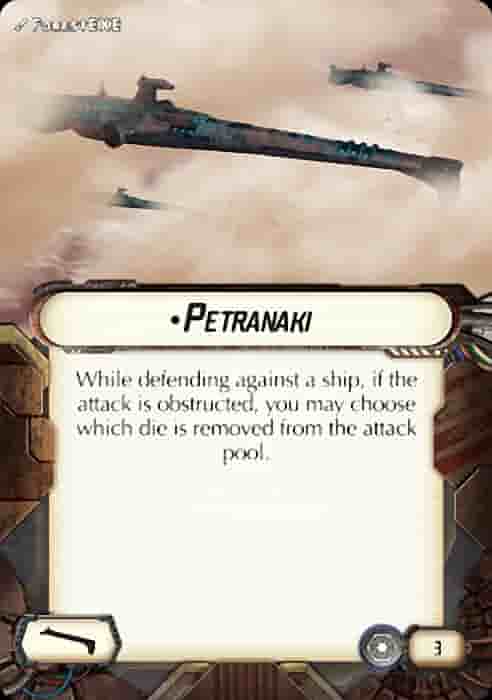 •PETRANAKI
While defending against a ship, if the
attack is obstructed, you may choose
which die is removed from the attack
pool.
3